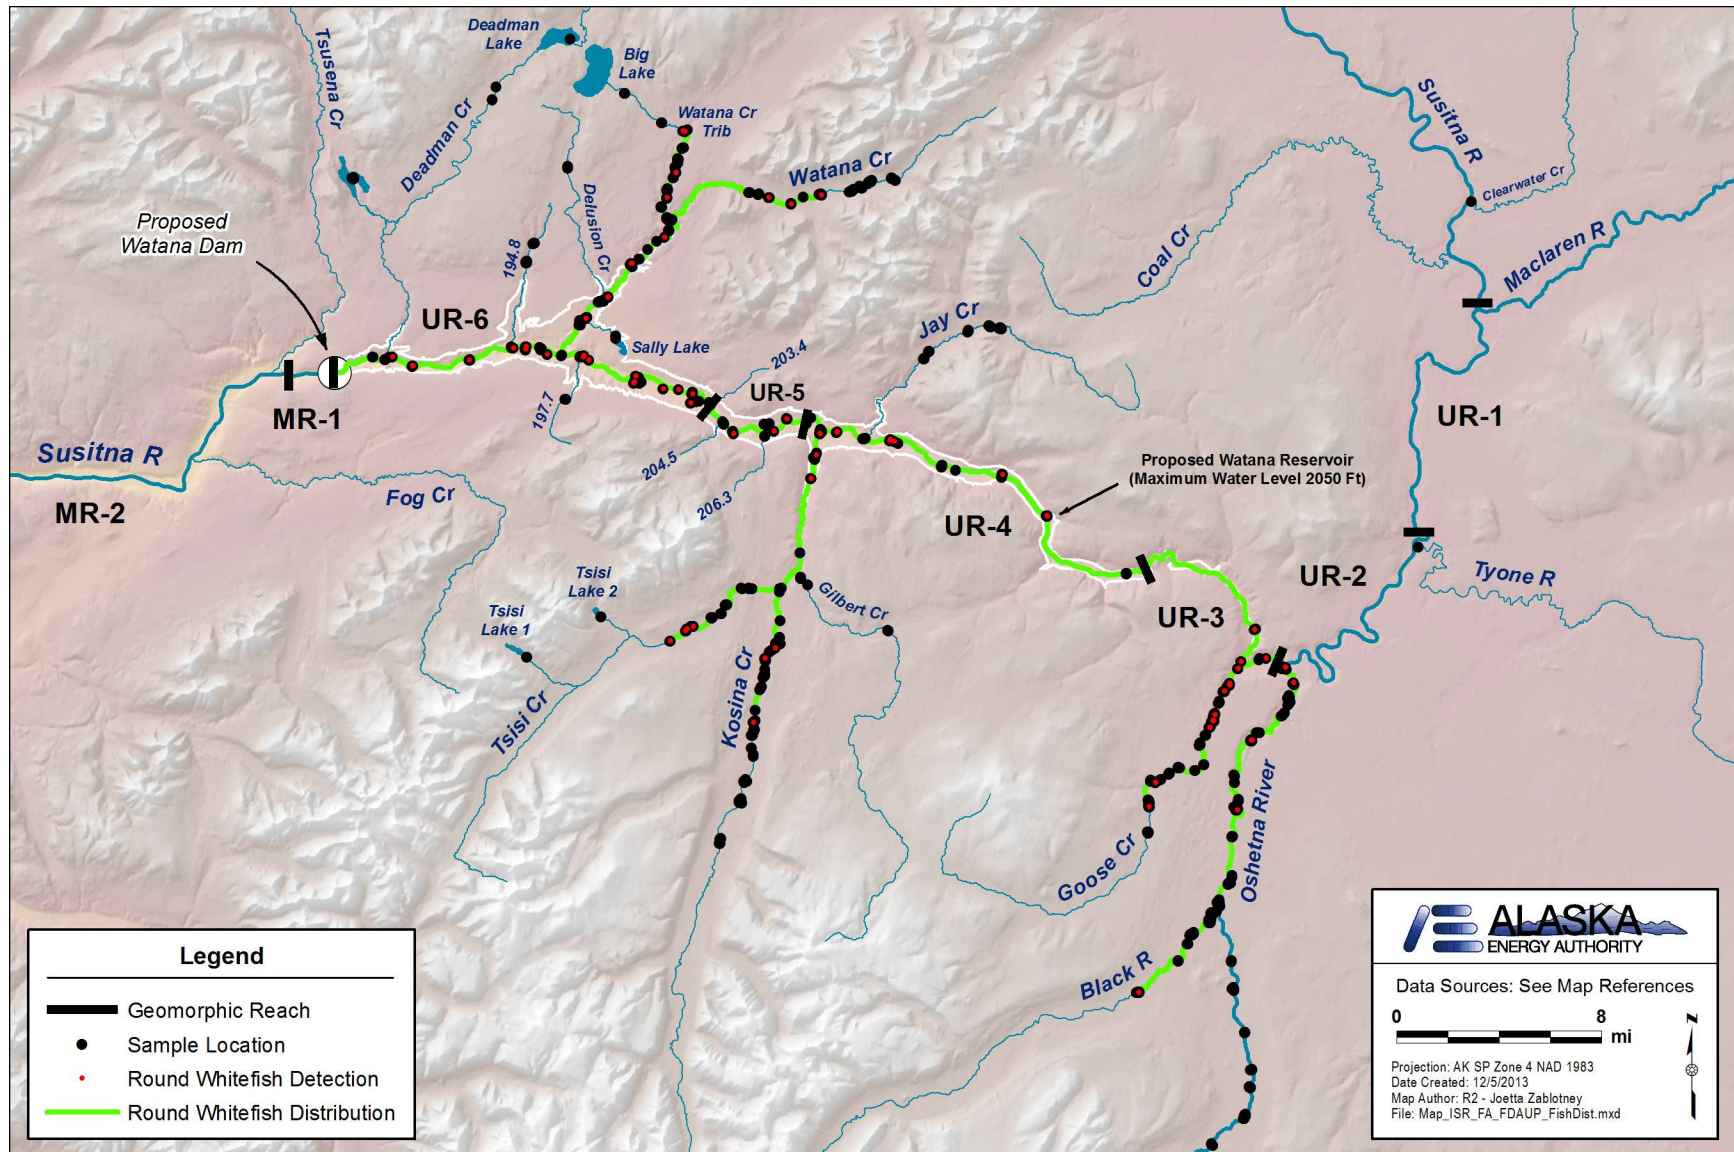 Deadman
Lake
Big
Lake
Tsusena Cr
Deadman Cr
Watana Cr
Trib
Watana Cr
Delusion Cr
Susitna R
Clearwater Cr
Maclaren R
Coal Cr
Proposed
Watana Dam
194.8
UR-6
Sally Lake
Jay Cr
203.4
UR-5
197.7
MR-1
UR-1
Susitna R
MR-2
Fog Cr
204.5
206.3
Proposed Watana Reservoir
(Maximum Water Level 2050 Ft)
UR-4
UR-2
Tyone R
Tsisi
Lake 2
Tsisi
Lake 1
Gilbert Cr
UR-3
Kosina Cr
Tsisi Cr
Goose Cr
Oshetna River
Black R
Legend
Geomorphic Reach
Sample Location
Round Whitefish Detection
Round Whitefish Distribution
ALASKA
ENERGY AUTHORITY
Data Sources: See Map References
0 8
mi
Z
Projection: AK SP Zone 4 NAD 1983
Date Created: 12/5/2013
Map Author: R2 - Joetta Zablotney
File: Map_ISR_FA_FDAUP_FishDist.mxd